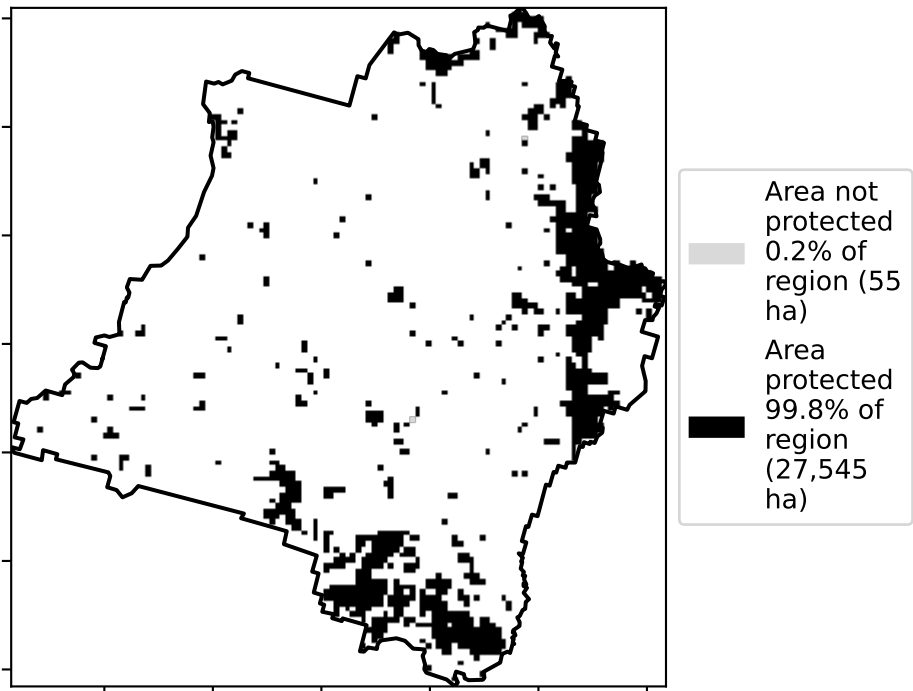 Area not
protected
0.2% of
region (55
ha)
Area
protected
99.8% of
region
(27,545
ha)